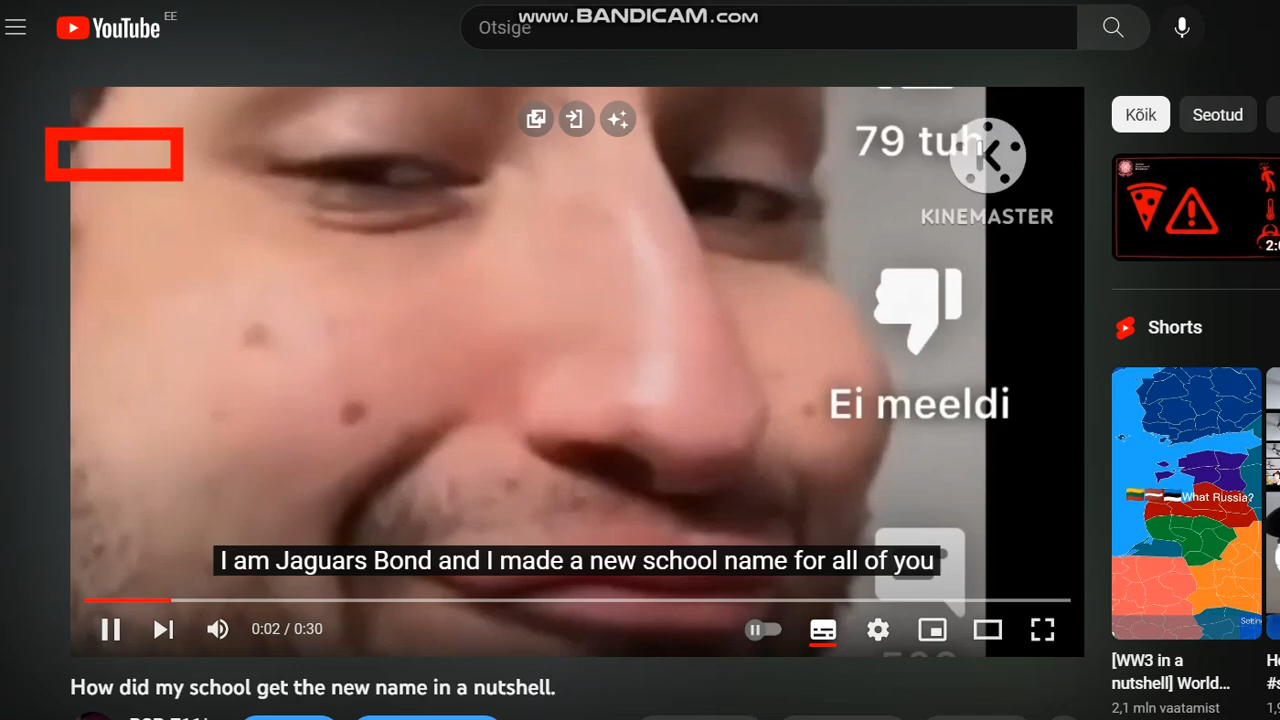 www.BANDICAM.com
YouTube
EE
Otsige
79 tuh
KINEMASTER
Ei meeldi
I am Jaguars Bond and I made a new school name for all of you
0:02 / 0:30
How did my school get the new name in a nutshell.
Kõik
Seotud
Shorts
What Russia?
[WW3 in a
nutshell] World...
2,1 mln vaatamist